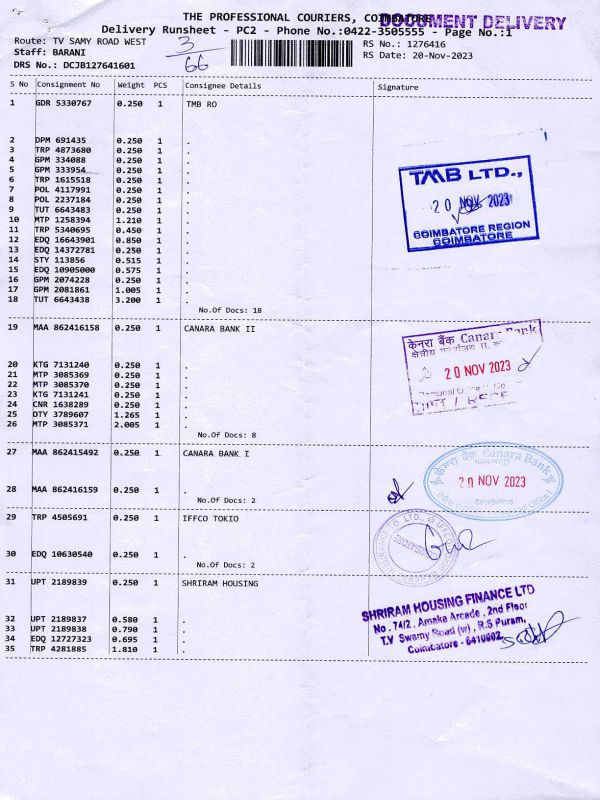 THE PROFESSIONAL COURIERS, COIMBATORE
DOCUMENT DELIVERY
Delivery Runsheet - PC2 - Phone No.:0422-3505555 - Page No.:1
Route: TV SAMY ROAD WEST
3
RS No.: 1276416
Staff: BARANI
66
RS Date: 20-Nov-2023
DRS No.: DCJB127641601
S No Consignment No Weight PCS Consignee Details Signature
1 GDR 5330767 0.250 1 TMB RO
2 DPM 691435 0.250 1 .
3 TRP 4873680 0.250 1 .
4 GPM 334088 0.250 1 .
5 GPM 333954 0.250 1 .
6 TRP 1615518 0.250 1 .
7 POL 4117991 0.250 1 .
8 POL 2237184 0.250 1 .
9 TUT 6643483 0.250 1 .
10 MTP 1258394 1.210 1 .
11 TRP 5340695 0.450 1 .
12 EDQ 16643901 0.850 1 .
13 EDQ 14372781 0.250 1 .
14 STY 113856 0.515 1 .
15 EDQ 10905000 0.575 1 .
16 GPM 2074228 0.250 1 .
17 GPM 2081861 1.005 1 .
18 TUT 6643438 3.200 1 .
No.Of Docs: 18
TMB LTD.,
20 NOV 2023
COIMBATORE REGION
COIMBATORE
19 MAA 862416158 0.250 1 CANARA BANK II
20 KTG 7131240 0.250 1 .
21 MTP 3085369 0.250 1 .
22 MTP 3085370 0.250 1 .
23 KTG 7131241 0.250 1 .
24 CNR 1638289 0.250 1 .
25 DTY 3789607 1.265 1 .
26 MTP 3085371 2.005 1 .
No.Of Docs: 8
केनरा बैंक Canara Bank
क्षेत्रीय
20 NOV 2023
27 MAA 862415492 0.250 1 CANARA BANK I
28 MAA 862416159 0.250 1 .
No.Of Docs: 2
केनरा बैंक Canara Bank
20 NOV 2023
Coimbatore
29 TRP 4505691 0.250 1 IFFCO TOKIO
30 EDQ 10630540 0.250 1 .
No.Of Docs: 2
31 UPT 2189839 0.250 1 SHRIRAM HOUSING
32 UPT 2189837 0.580 1 .
33 UPT 2189838 0.790 1 .
34 EDQ 12727323 0.695 1 .
35 TRP 4281885 1.810 1 .
SHRIRAM HOUSING FINANCE LTD
No. 74/2, Amaka Arcade, 2nd Floor
T.V Swamy Road (w), R.S Puram,
Coimbatore - 6410002.